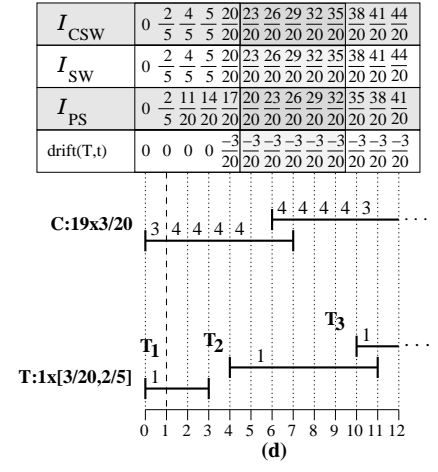 I_CSW 0 2/5 4/5 5/5 20/20 23/20 26/20 29/20 32/20 35/20 38/20 41/20 44/20
I_SW 0 2/5 4/5 5/5 20/20 23/20 26/20 29/20 32/20 35/20 38/20 41/20 44/20
I_PS 0 2/5 11/20 14/20 17/20 20/20 23/20 26/20 29/20 32/20 35/20 38/20 41/20
drift(T,t) 0 0 0 0 -3/20 -3/20 -3/20 -3/20 -3/20 -3/20 -3/20 -3/20 -3/20
4 4 4 4 3 ...
C:19x3/20 3 4 4 4 4
T_3 1 ...
T_1 T_2 1
T:1x[3/20,2/5] 1
0 1 2 3 4 5 6 7 8 9 10 11 12
(d)